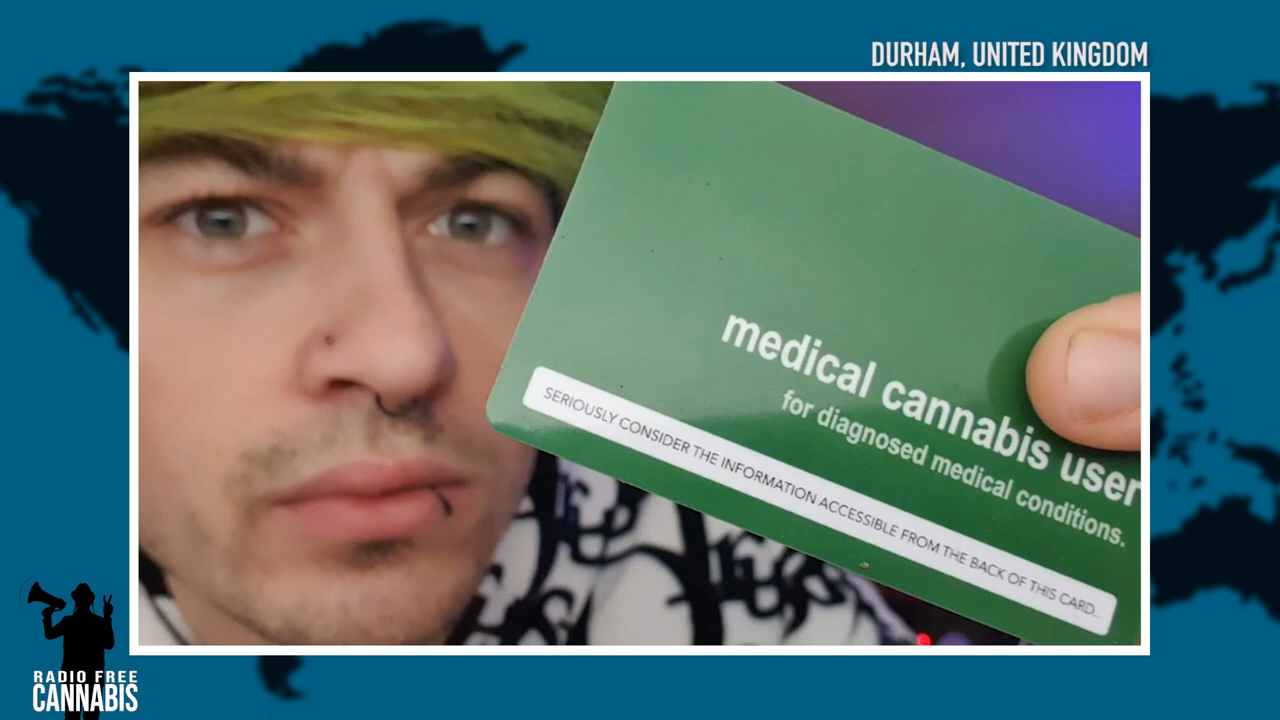 DURHAM, UNITED KINGDOM
medical cannabis user
for diagnosed medical conditions.
SERIOUSLY CONSIDER THE INFORMATION ACCESSIBLE FROM THE BACK OF THIS CARD..
RADIO FREE
CANNABIS